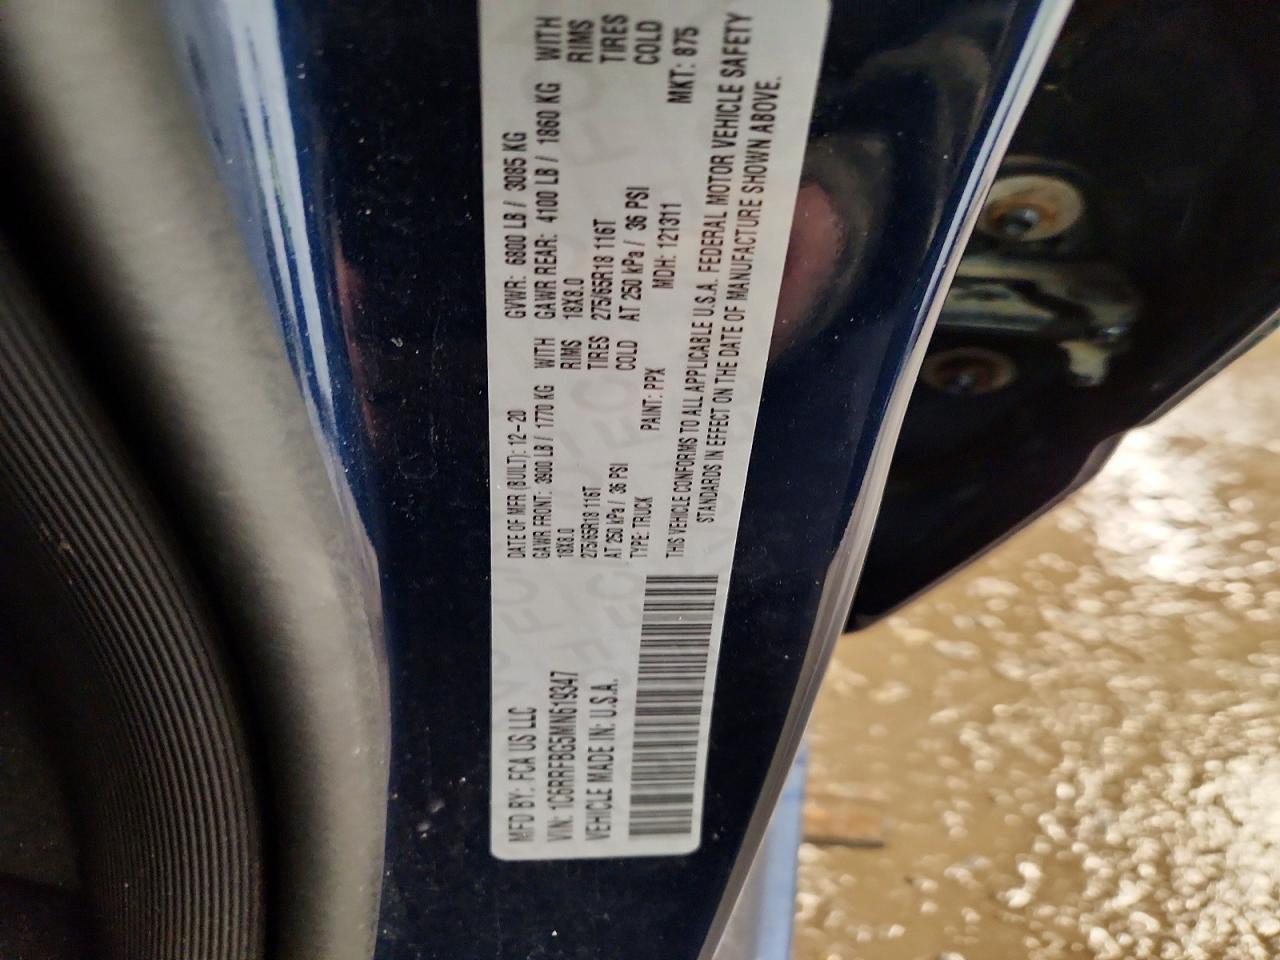 MFD BY: FCA US LLC
DATE OF MFR (BUILT): 12-20
GVWR: 6800 LB / 3085 KG
VIN: 1C6RRFBG5MN619347
GAWR FRONT: 3900 LB / 1770 KG WITH
18X8.0 RIMS
275/65R18 116T TIRES
AT 250 kPa / 36 PSI COLD
GAWR REAR: 4100 LB / 1860 KG WITH
18X8.0 RIMS
275/65R18 116T TIRES
AT 250 kPa / 36 PSI COLD
VEHICLE MADE IN: U.S.A.
TYPE: TRUCK PAINT: PPX MDH: 121311 MKT: 875
THIS VEHICLE CONFORMS TO ALL APPLICABLE U.S.A. FEDERAL MOTOR VEHICLE SAFETY
STANDARDS IN EFFECT ON THE DATE OF MANUFACTURE SHOWN ABOVE.